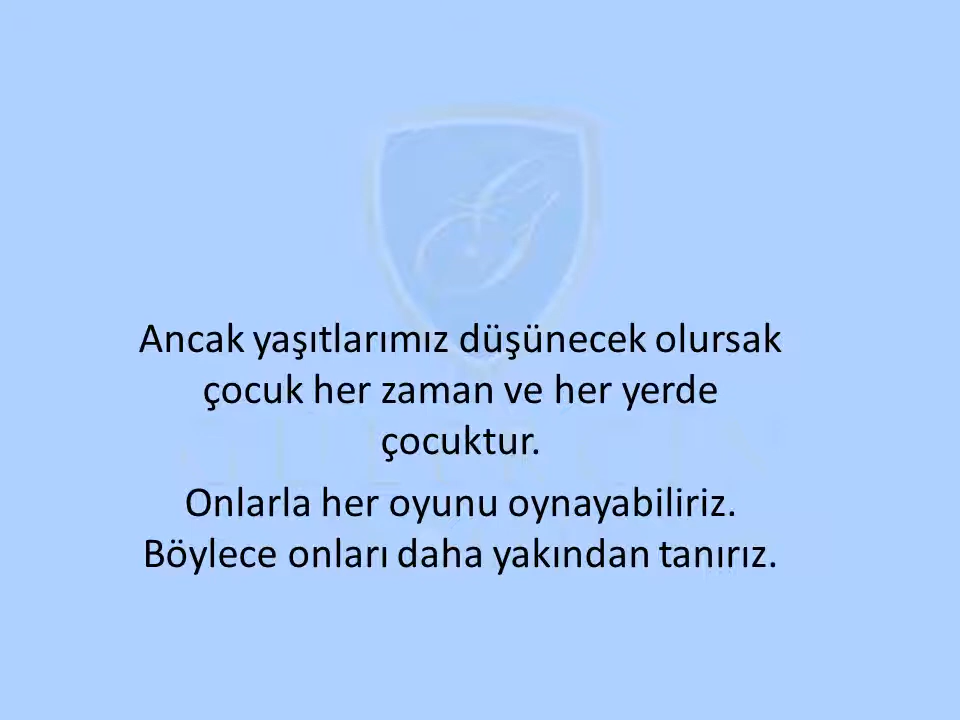 Ancak yaşıtlarımız düşünecek olursak
çocuk her zaman ve her yerde
çocuktur.
Onlarla her oyunu oynayabiliriz.
Böylece onları daha yakından tanırız.